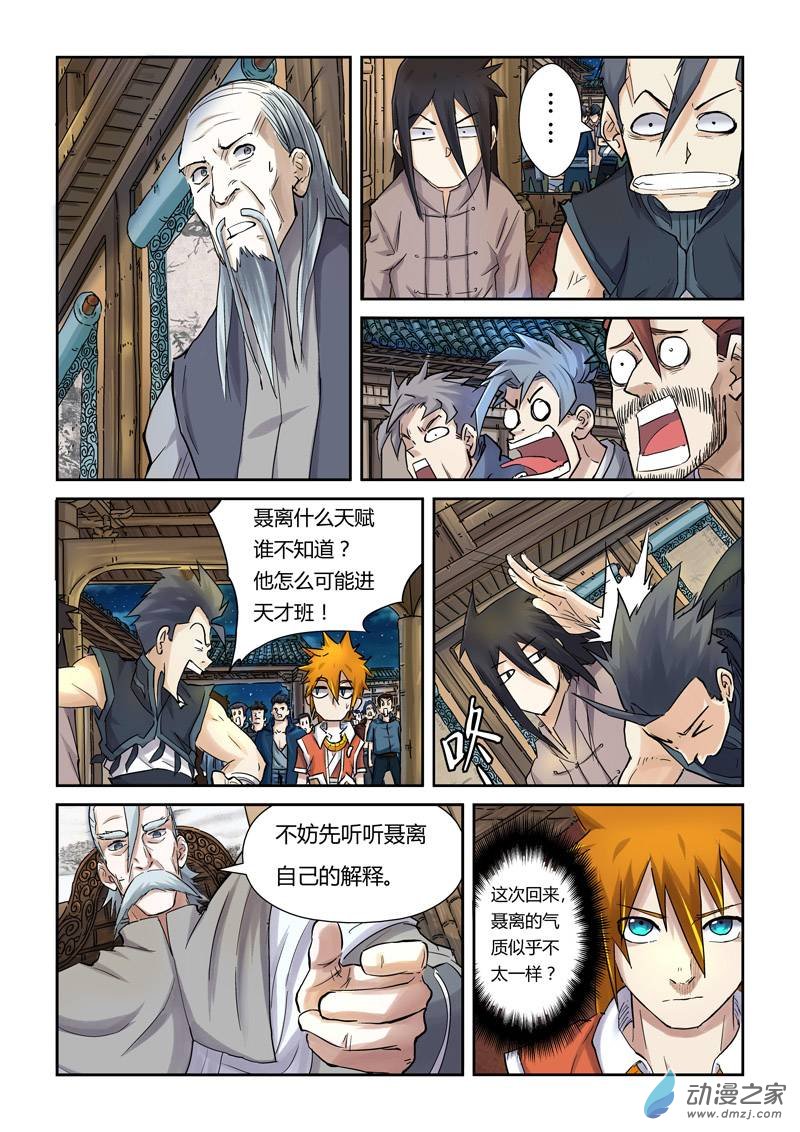 ……
聂离什么天赋
谁不知道？
他怎么可能进
天才班！
咚
不妨先听听聂离
自己的解释。
这次回来，
聂离的气
质似乎不
太一样？
动漫之家
www.dmzj.com